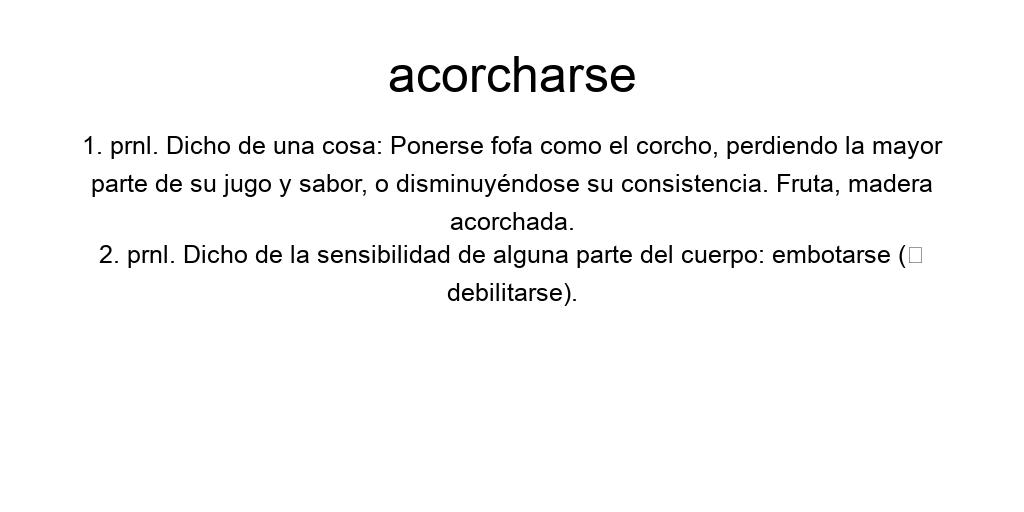 acorcharse
1. prnl. Dicho de una cosa: Ponerse fofa como el corcho, perdiendo la mayor
parte de su jugo y sabor, o disminuyéndose su consistencia. Fruta, madera
acorchada.
2. prnl. Dicho de la sensibilidad de alguna parte del cuerpo: embotarse (□
debilitarse).